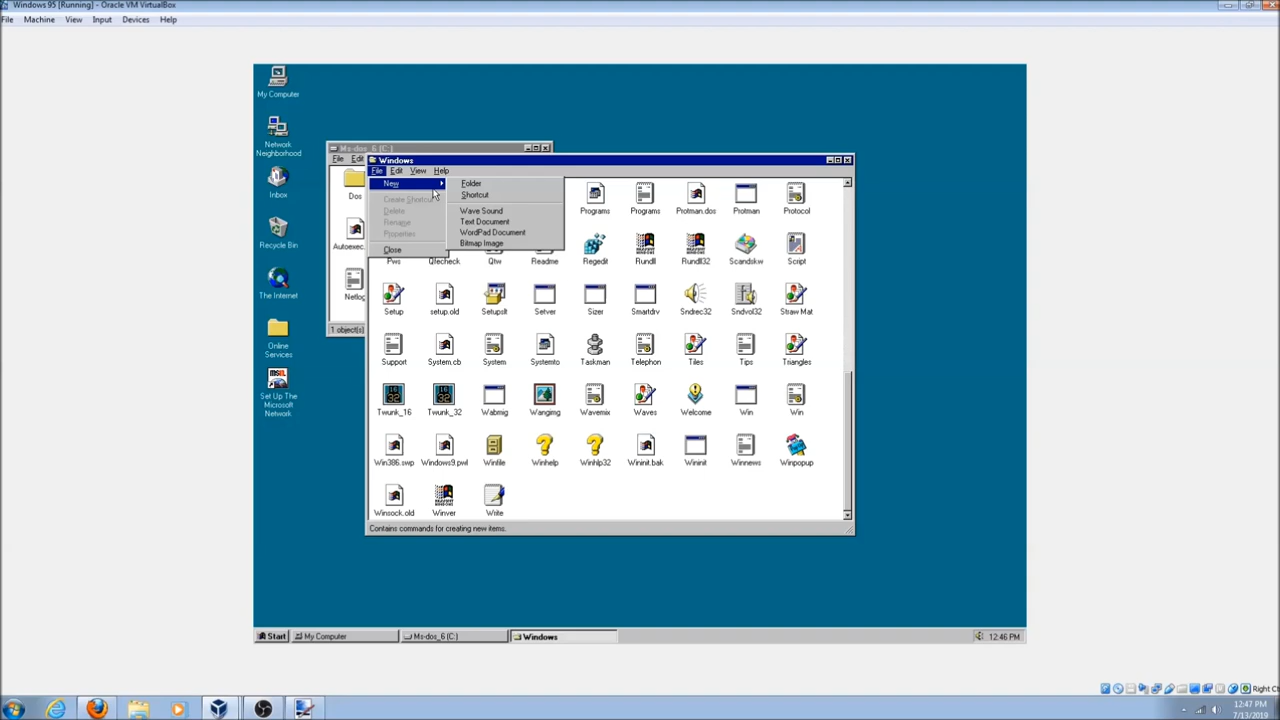 Windows 95 [Running] - Oracle VM VirtualBox
File Machine View Input Devices Help
My Computer
Network
Neighborhood
Inbox
Recycle Bin
The Internet
Online
Services
Set Up The
Microsoft
Network
Ms-dos_6 (C:)
File Edit
Dos
Autoexec.
Netlog
1 object(s)
Windows
File Edit View Help
New
Create Shortcut
Delete
Rename
Properties
Close
Folder
Shortcut
Wave Sound
Text Document
WordPad Document
Bitmap Image
Programs Programs Protman.dos Protman Protocol
Pws Qfecheck Qtw Readme Regedit Rundll Rundll32 Scandskw Script
Setup setup.old Setupslt Setver Sizer Smartdrv Sndrec32 Sndvol32 Straw Mat
Support System.cb System Systemto Taskman Telephon Tiles Tips Triangles
Twunk_16 Twunk_32 Wabmig Wangimg Wavemix Waves Welcome Win Win
Win386.swp Windows9.pwl Winfile Winhelp Winhlp32 Wininit.bak Wininit Winnews Winpopup
Winsock.old Winver Write
Contains commands for creating new items.
Start My Computer Ms-dos_6 (C:) Windows 12:46 PM
Right Ct
12:47 PM
7/13/2019